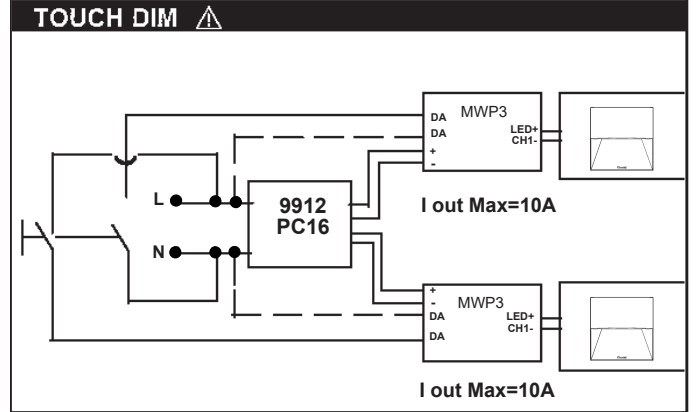 TOUCH DIM ⚠
DA
DA
+
-
MWP3
LED+
CH1-
I out Max=10A
L
N
9912
PC16
+
-
DA
DA
MWP3
LED+
CH1-
I out Max=10A